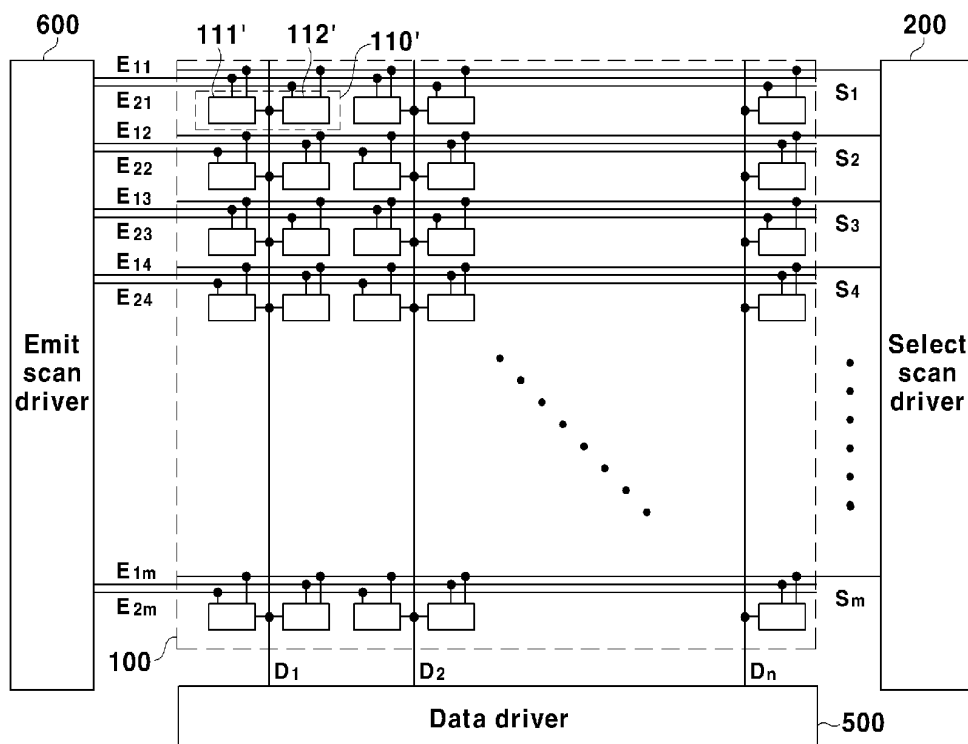 600
111'
112'
110'
200
E11
E21
S1
E12
E22
S2
E13
E23
S3
E14
E24
S4
Emit
scan
driver
Select
scan
driver
E1m
E2m
Sm
100
D1
D2
Dn
Data driver
500